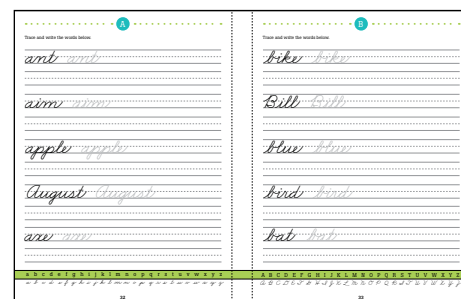 A
Trace and write the words below.
ant ant
aim aim
apple apple
August August
axe axe
a b c d e f g h i j k l m n o p q r s t u v w x y z
a b c d e f g h i j k l m n o p q r s t u v w x y z
32
B
Trace and write the words below.
bike bike
Bill Bill
blue blue
bird bird
bat bat
A B C D E F G H I J K L M N O P Q R S T U V W X Y Z
A B C D E F G H I J K L M N O P Q R S T U V W X Y Z
33